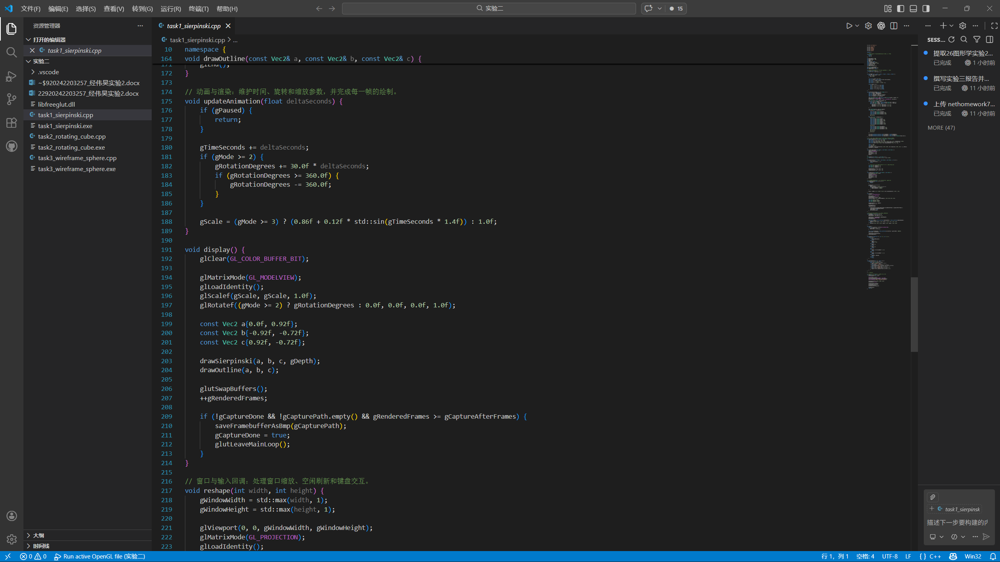 文件(F) 编辑(E) 选择(S) 查看(V) 转到(G) 运行(R) 终端(T) 帮助(H)
实验二
15
资源管理器
打开的编辑器
task1_sierpinski.cpp
实验二
.vscode
~$920242203257_经伟昊实验2.docx
22920242203257_经伟昊实验2.docx
libfreeglut.dll
task1_sierpinski.cpp
task1_sierpinski.exe
task2_rotating_cube.cpp
task2_rotating_cube.exe
task3_wireframe_sphere.cpp
task3_wireframe_sphere.exe
大纲
时间线
task1_sierpinski.cpp
task1_sierpinski.cpp > ...
10 namespace {
164 void drawOutline(const Vec2& a, const Vec2& b, const Vec2& c) {
171 glEnd();
172 }
173
174 // 动画与渲染：维护时间、旋转和缩放参数，并完成每一帧的绘制。
175 void updateAnimation(float deltaSeconds) {
176 if (gPaused) {
177 return;
178 }
179
180 gTimeSeconds += deltaSeconds;
181 if (gMode >= 2) {
182 gRotationDegrees += 30.0f * deltaSeconds;
183 if (gRotationDegrees >= 360.0f) {
184 gRotationDegrees -= 360.0f;
185 }
186 }
187
188 gScale = (gMode >= 3) ? (0.86f + 0.12f * std::sin(gTimeSeconds * 1.4f)) : 1.0f;
189 }
190
191 void display() {
192 glClear(GL_COLOR_BUFFER_BIT);
193
194 glMatrixMode(GL_MODELVIEW);
195 glLoadIdentity();
196 glScalef(gScale, gScale, 1.0f);
197 glRotatef((gMode >= 2) ? gRotationDegrees : 0.0f, 0.0f, 0.0f, 1.0f);
198
199 const Vec2 a{0.0f, 0.92f};
200 const Vec2 b{-0.92f, -0.72f};
201 const Vec2 c{0.92f, -0.72f};
202
203 drawSierpinski(a, b, c, gDepth);
204 drawOutline(a, b, c);
205
206 glutSwapBuffers();
207 ++gRenderedFrames;
208
209 if (!gCaptureDone && !gCapturePath.empty() && gRenderedFrames >= gCaptureAfterFrames) {
210 saveFramebufferAsBmp(gCapturePath);
211 gCaptureDone = true;
212 glutLeaveMainLoop();
213 }
214 }
215
216 // 窗口与输入回调：处理窗口缩放、空闲刷新和键盘交互。
217 void reshape(int width, int height) {
218 gWindowWidth = std::max(width, 1);
219 gWindowHeight = std::max(height, 1);
220
221 glViewport(0, 0, gWindowWidth, gWindowHeight);
222 glMatrixMode(GL_PROJECTION);
223 glLoadIdentity();
SESS...
提取26图形学实验2...
已完成 1 小时前
撰写实验三报告并...
已完成 11 小时前
上传 nethomework7...
已完成 11 小时前
MORE (47)
task1_sierpinsk
描述下一步要构建的
0 0 Run active OpenGL file (实验二)
行 1，列 1 空格: 4 UTF-8 LF {} C++ Win32